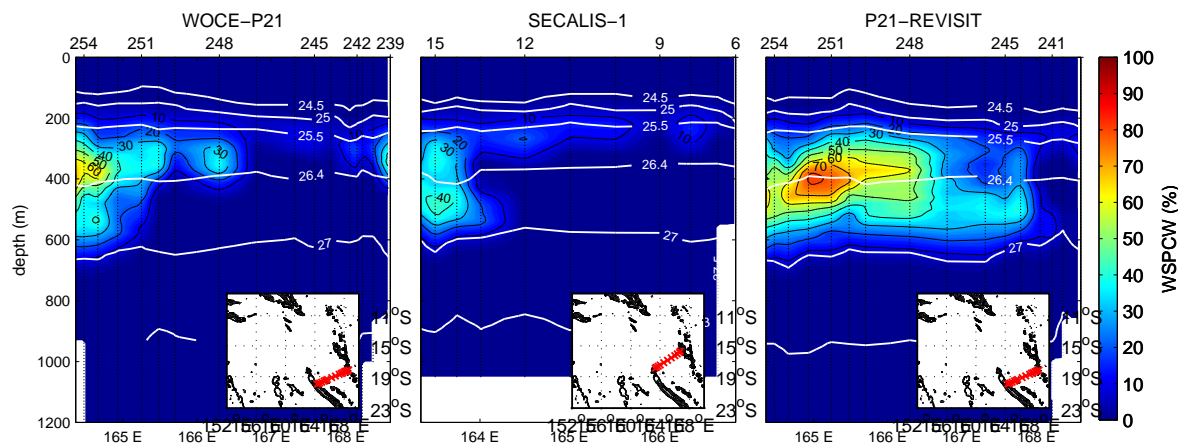 WOCE−P21
SECALIS−1
P21−REVISIT
254 251 248 245 242 239
15 12 9 6
254 251 248 245 241
depth (m)
0
200
400
600
800
1000
1200
24.5
25
25.5
26.4
27
10
20
30
30
60
24.5
25
25.5
26.4
27
10
20
30
40
10
24.5
25
25.5
26.4
27
30
30
50
60
70
11°S
15°S
19°S
23°S
11°S
15°S
19°S
23°S
11°S
15°S
19°S
23°S
165 E 166 E 167 E 168 E
164 E 165 E 166 E
165 E 166 E 167 E 168 E
100
90
80
70
60
50
40
30
20
10
0
WSPCW (%)